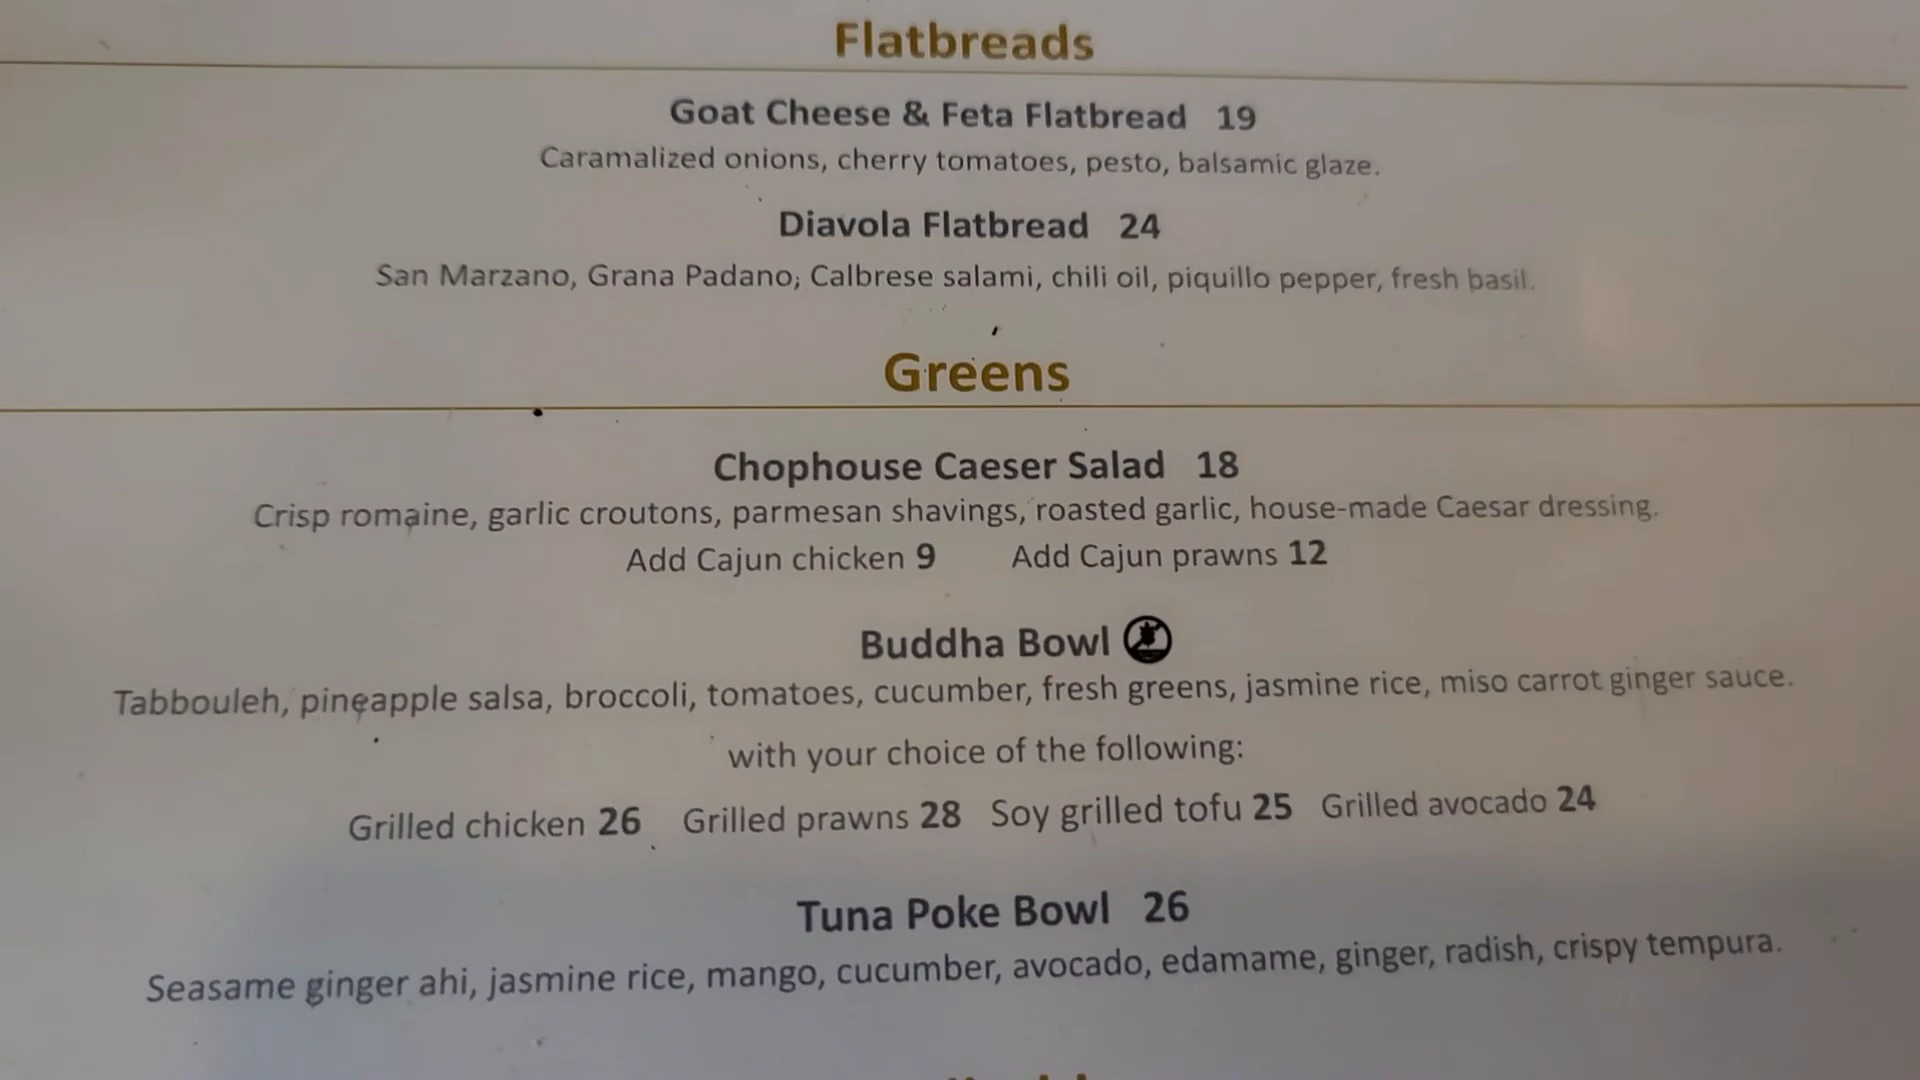 Flatbreads
Goat Cheese & Feta Flatbread 19
Caramalized onions, cherry tomatoes, pesto, balsamic glaze.
Diavola Flatbread 24
San Marzano, Grana Padano, Calbrese salami, chili oil, piquillo pepper, fresh basil.
Greens
Chophouse Caeser Salad 18
Crisp romaine, garlic croutons, parmesan shavings, roasted garlic, house-made Caesar dressing.
Add Cajun chicken 9 Add Cajun prawns 12
Buddha Bowl
Tabbouleh, pineapple salsa, broccoli, tomatoes, cucumber, fresh greens, jasmine rice, miso carrot ginger sauce.
with your choice of the following:
Grilled chicken 26 Grilled prawns 28 Soy grilled tofu 25 Grilled avocado 24
Tuna Poke Bowl 26
Seasame ginger ahi, jasmine rice, mango, cucumber, avocado, edamame, ginger, radish, crispy tempura.